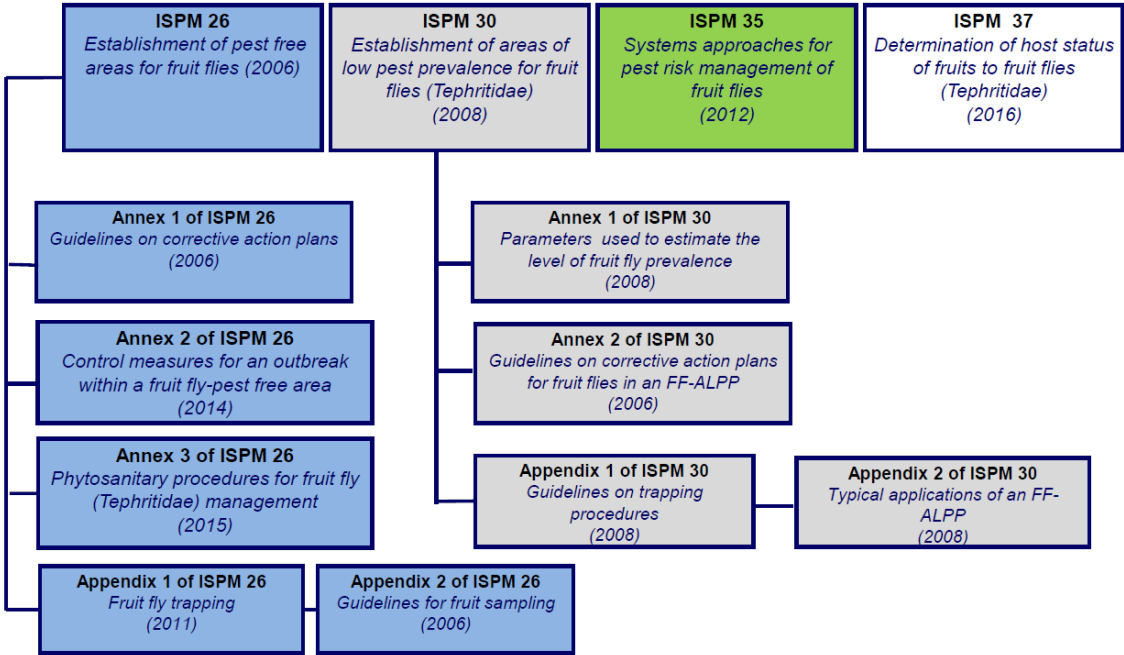 ISPM 26
Establishment of pest free
areas for fruit flies (2006)
ISPM 30
Establishment of areas of
low pest prevalence for fruit
flies (Tephritidae)
(2008)
ISPM 35
Systems approaches for
pest risk management of
fruit flies
(2012)
ISPM 37
Determination of host status
of fruits to fruit flies
(Tephritidae)
(2016)
Annex 1 of ISPM 26
Guidelines on corrective action plans
(2006)
Annex 1 of ISPM 30
Parameters used to estimate the
level of fruit fly prevalence
(2008)
Annex 2 of ISPM 26
Control measures for an outbreak
within a fruit fly-pest free area
(2014)
Annex 2 of ISPM 30
Guidelines on corrective action plans
for fruit flies in an FF-ALPP
(2006)
Annex 3 of ISPM 26
Phytosanitary procedures for fruit fly
(Tephritidae) management
(2015)
Appendix 1 of ISPM 30
Guidelines on trapping
procedures
(2008)
Appendix 2 of ISPM 30
Typical applications of an FF-
ALPP
(2008)
Appendix 1 of ISPM 26
Fruit fly trapping
(2011)
Appendix 2 of ISPM 26
Guidelines for fruit sampling
(2006)